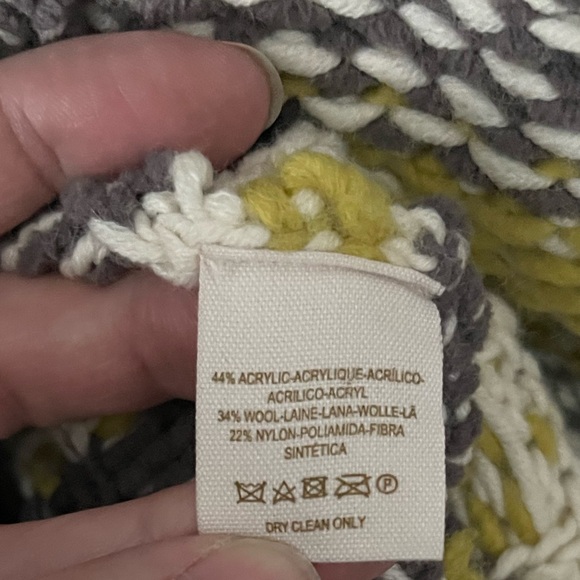 44% ACRYLIC-ACRYLIQUE-ACRÍLICO-
ACRILICO-ACRYL
34% WOOL-LAINE-LANA-WOLLE-LÃ
22% NYLON-POLIAMIDA-FIBRA
SINTÉTICA
P
DRY CLEAN ONLY